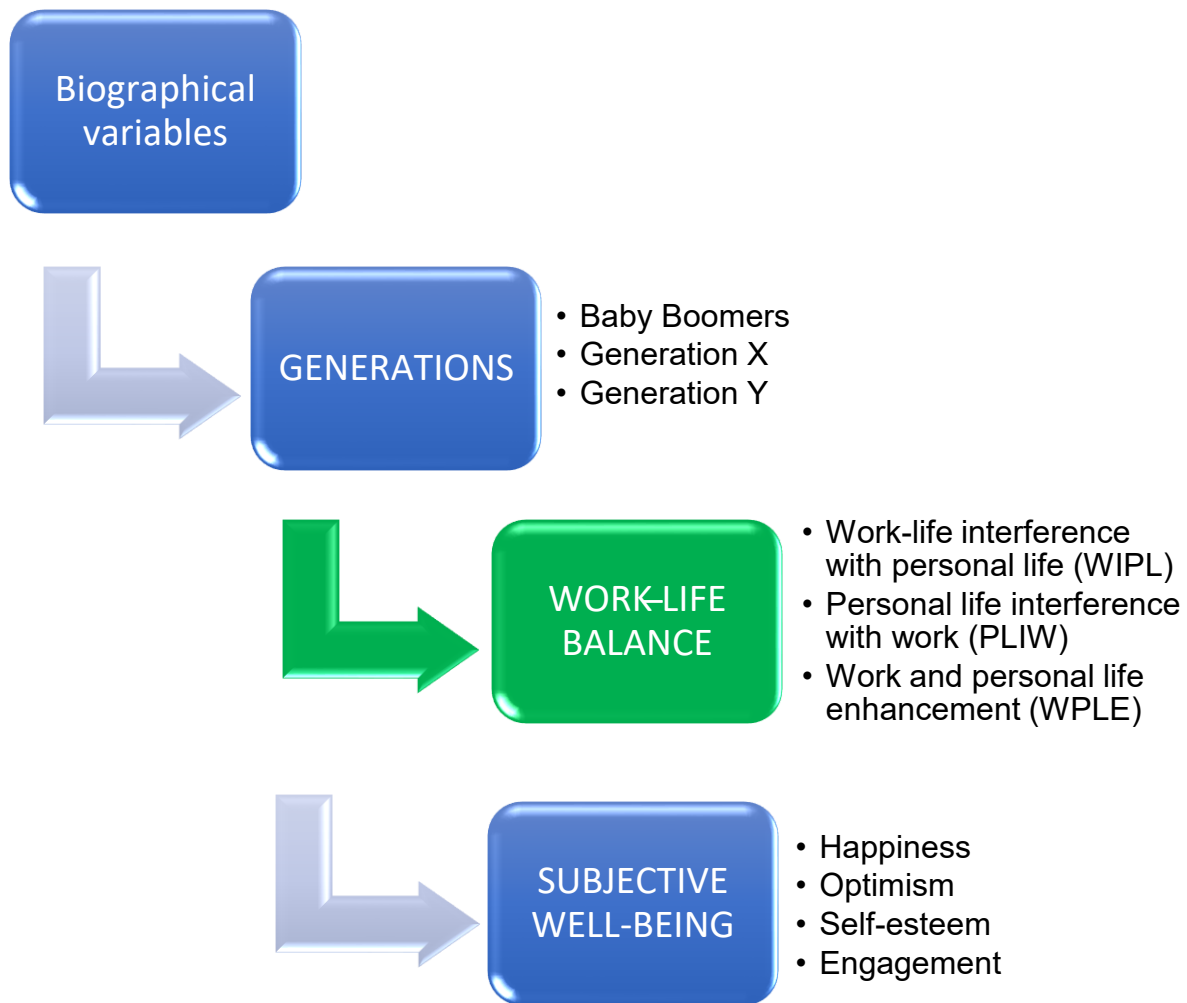 Biographical
variables
GENERATIONS
• Baby Boomers
• Generation X
• Generation Y
WORK–LIFE
BALANCE
• Work-life interference
with personal life (WIPL)
• Personal life interference
with work (PLIW)
• Work and personal life
enhancement (WPLE)
SUBJECTIVE
WELL-BEING
• Happiness
• Optimism
• Self-esteem
• Engagement